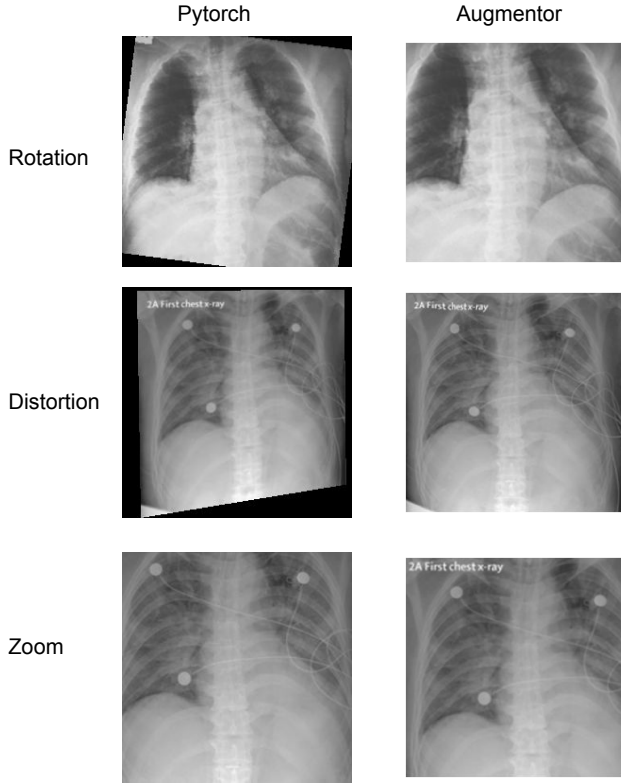 Pytorch Augmentor
Rotation
2A First chest x-ray 2A First chest x-ray
Distortion
2A First chest x-ray
Zoom